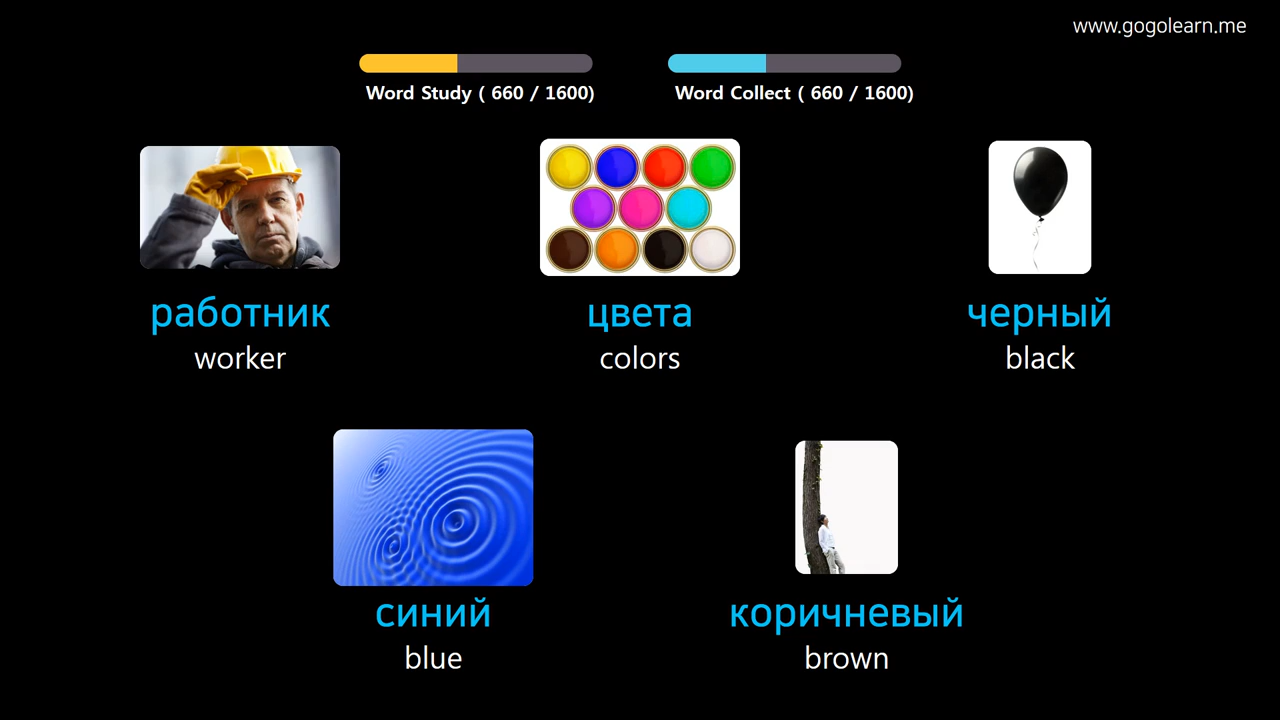 www.gogolearn.me
Word Study ( 660 / 1600)
Word Collect ( 660 / 1600)
работник
worker
цвета
colors
черный
black
синий
blue
коричневый
brown